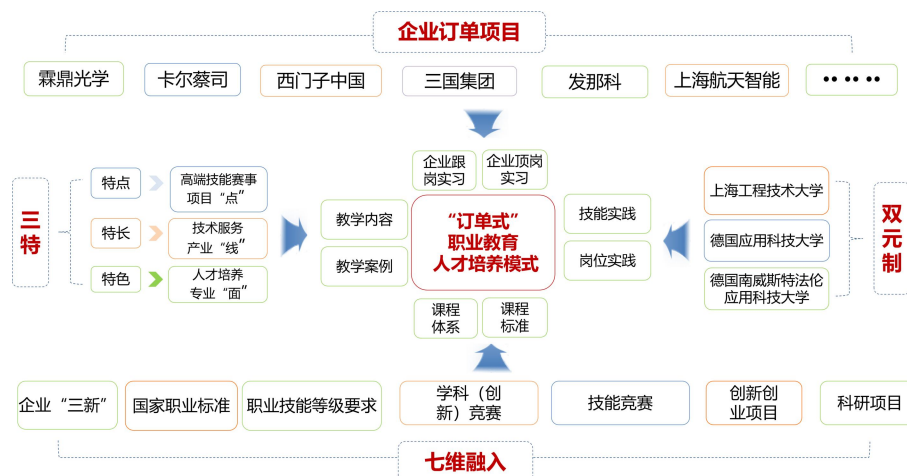 企业订单项目
霖鼎光学
卡尔蔡司
西门子中国
三国集团
发那科
上海航天智能
•• •• ••
三特
特点
高端技能赛事
项目“点”
特长
技术服务
产业“线”
特色
人才培养
专业“面”
教学内容
教学案例
企业跟
岗实习
企业顶岗
实习
“订单式”
职业教育
人才培养模式
课程
体系
课程
标准
技能实践
岗位实践
上海工程技术大学
德国应用科技大学
德国南威斯特法伦
应用科技大学
双元制
企业“三新”
国家职业标准
职业技能等级要求
学科（创
新）竞赛
技能竞赛
创新创
业项目
科研项目
七维融入